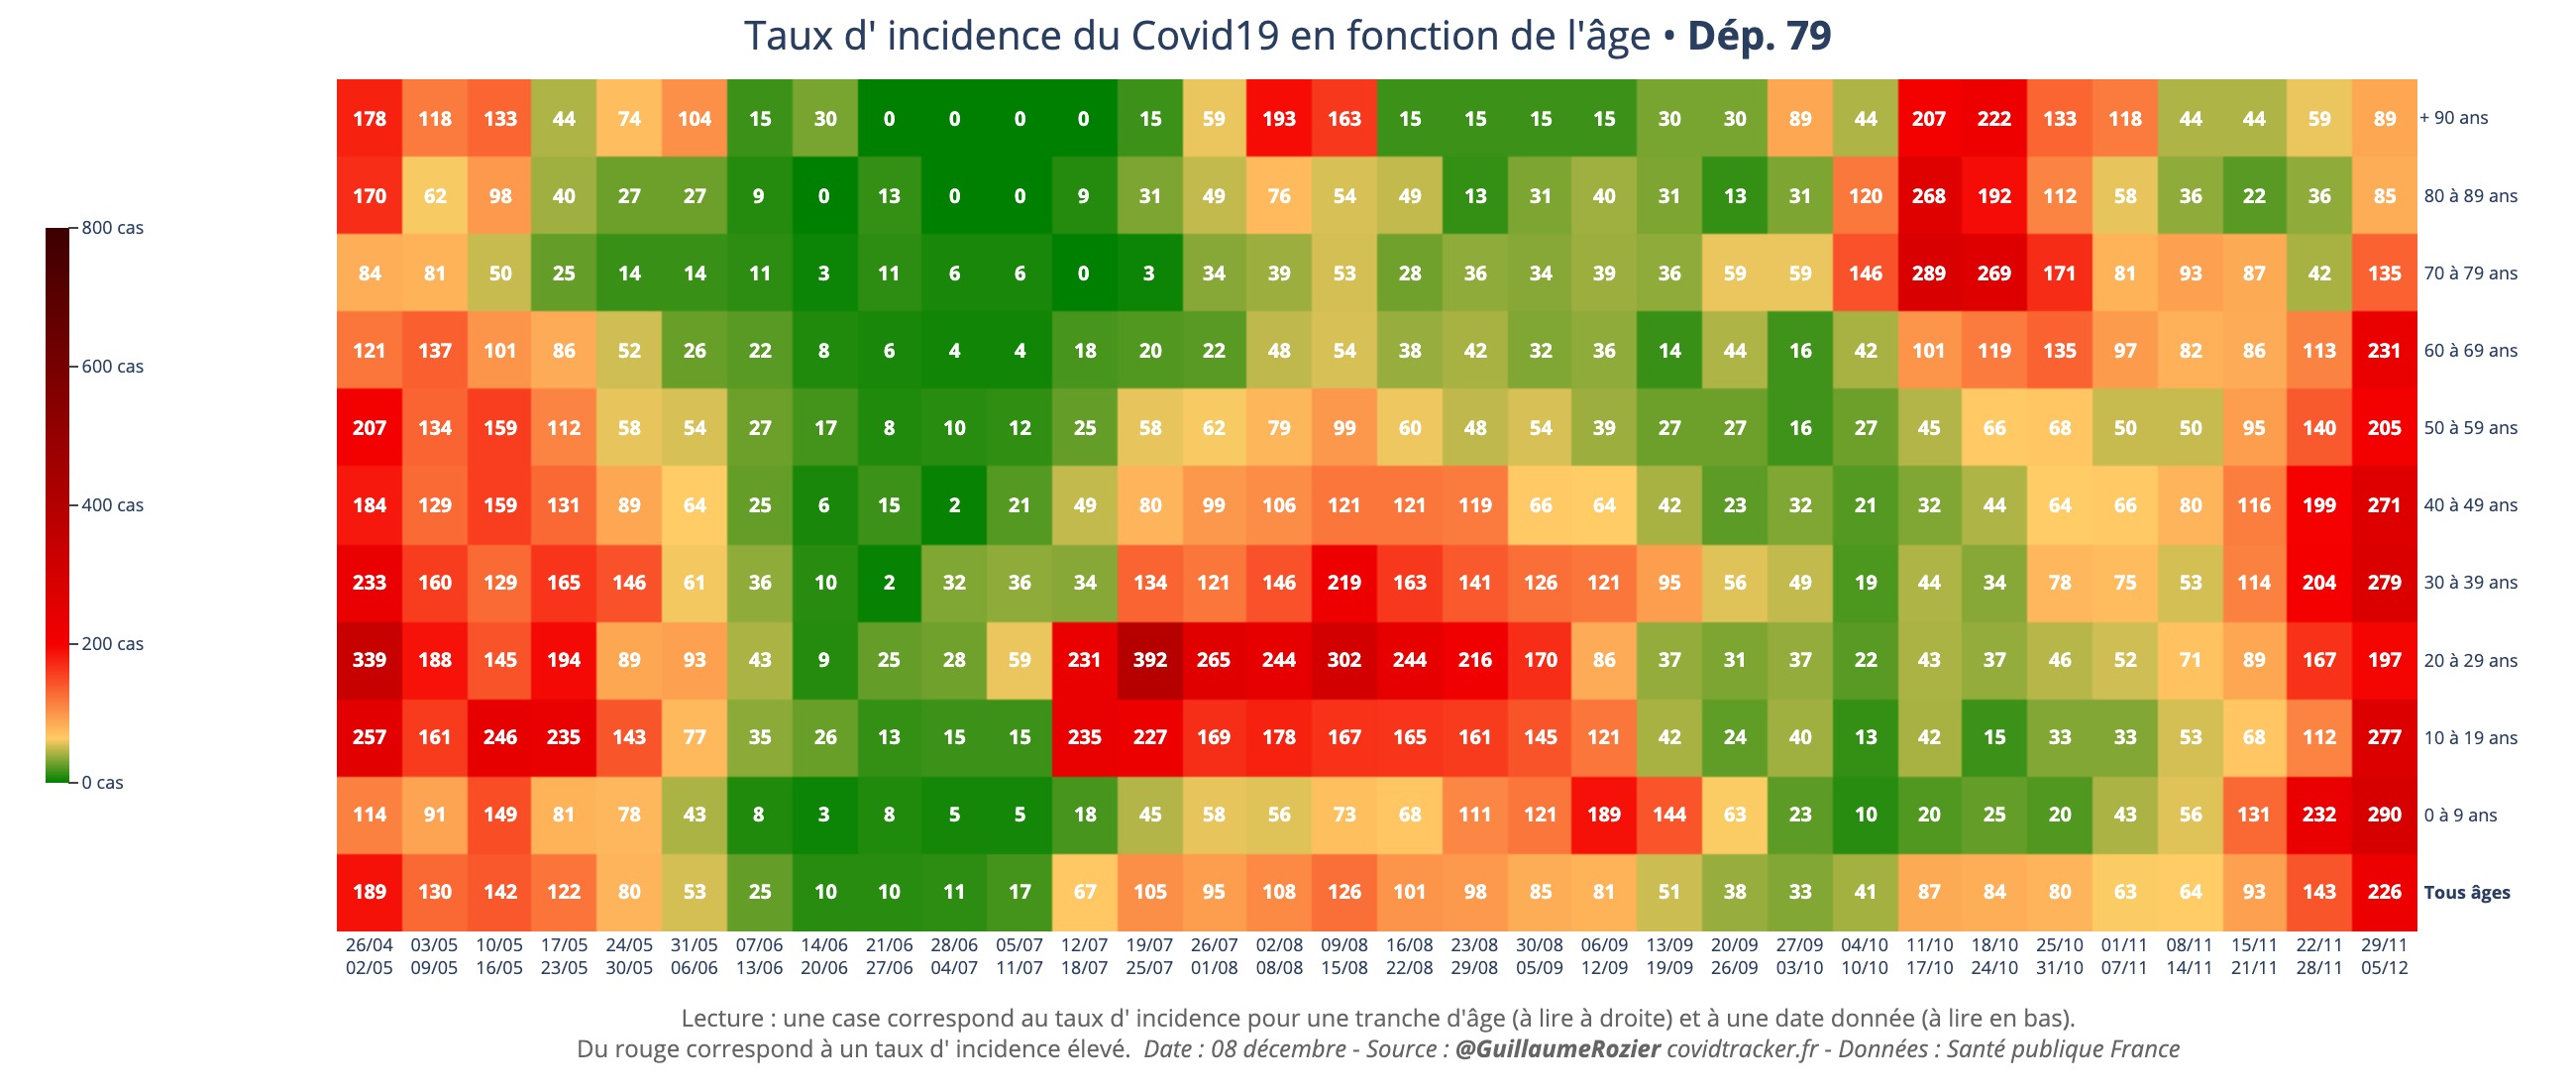 Taux d' incidence du Covid19 en fonction de l'âge • Dép. 79
800 cas
600 cas
400 cas
200 cas
0 cas
178 118 133 44 74 104 15 30 0 0 0 0 15 59 193 163 15 15 15 15 30 30 89 44 207 222 133 118 44 44 59 89 + 90 ans
170 62 98 40 27 27 9 0 13 0 0 9 31 49 76 54 49 13 31 40 31 13 31 120 268 192 112 58 36 22 36 85 80 à 89 ans
84 81 50 25 14 14 11 3 11 6 6 0 3 34 39 53 28 36 34 39 36 59 59 146 289 269 171 81 93 87 42 135 70 à 79 ans
121 137 101 86 52 26 22 8 6 4 4 18 20 22 48 54 38 42 32 36 14 44 16 42 101 119 135 97 82 86 113 231 60 à 69 ans
207 134 159 112 58 54 27 17 8 10 12 25 58 62 79 99 60 48 54 39 27 27 16 27 45 66 68 50 50 95 140 205 50 à 59 ans
184 129 159 131 89 64 25 6 15 2 21 49 80 99 106 121 121 119 66 64 42 23 32 21 32 44 64 66 80 116 199 271 40 à 49 ans
233 160 129 165 146 61 36 10 2 32 36 34 134 121 146 219 163 141 126 121 95 56 49 19 44 34 78 75 53 114 204 279 30 à 39 ans
339 188 145 194 89 93 43 9 25 28 59 231 392 265 244 302 244 216 170 86 37 31 37 22 43 37 46 52 71 89 167 197 20 à 29 ans
257 161 246 235 143 77 35 26 13 15 15 235 227 169 178 167 165 161 145 121 42 24 40 13 42 15 33 33 53 68 112 277 10 à 19 ans
114 91 149 81 78 43 8 3 8 5 5 18 45 58 56 73 68 111 121 189 144 63 23 10 20 25 20 43 56 131 232 290 0 à 9 ans
189 130 142 122 80 53 25 10 10 11 17 67 105 95 108 126 101 98 85 81 51 38 33 41 87 84 80 63 64 93 143 226 Tous âges
26/04 03/05 10/05 17/05 24/05 31/05 07/06 14/06 21/06 28/06 05/07 12/07 19/07 26/07 02/08 09/08 16/08 23/08 30/08 06/09 13/09 20/09 27/09 04/10 11/10 18/10 25/10 01/11 08/11 15/11 22/11 29/11
02/05 09/05 16/05 23/05 30/05 06/06 13/06 20/06 27/06 04/07 11/07 18/07 25/07 01/08 08/08 15/08 22/08 29/08 05/09 12/09 19/09 26/09 03/10 10/10 17/10 24/10 31/10 07/11 14/11 21/11 28/11 05/12
Lecture : une case correspond au taux d' incidence pour une tranche d'âge (à lire à droite) et à une date donnée (à lire en bas).
Du rouge correspond à un taux d' incidence élevé. Date : 08 décembre - Source : @GuillaumeRozier covidtracker.fr - Données : Santé publique France